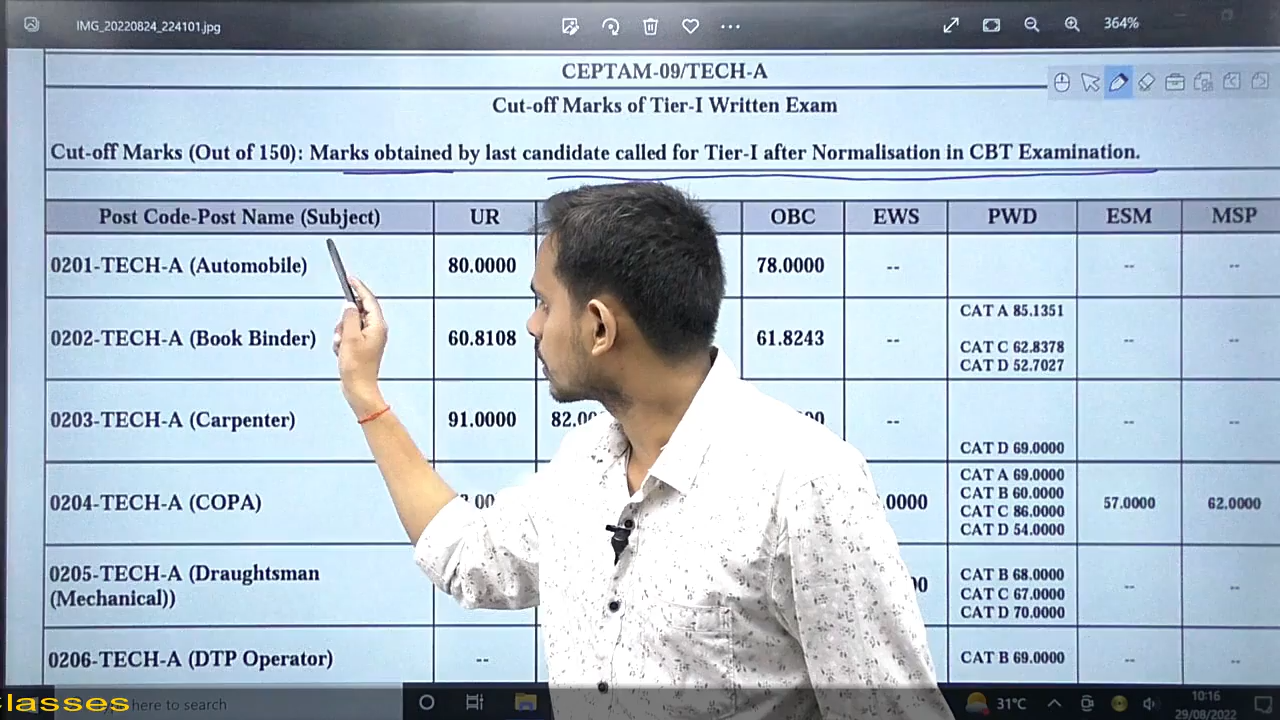 IMG_20220824_224101.jpg 364%
CEPTAM-09/TECH-A
Cut-off Marks of Tier-I Written Exam
Cut-off Marks (Out of 150): Marks obtained by last candidate called for Tier-I after Normalisation in CBT Examination.
Post Code-Post Name (Subject) UR OBC EWS PWD ESM MSP
0201-TECH-A (Automobile) 80.0000 78.0000 -- -- --
CAT A 85.1351
0202-TECH-A (Book Binder) 60.8108 61.8243 -- -- --
CAT C 62.8378
CAT D 52.7027
0203-TECH-A (Carpenter) 91.0000 -- -- --
CAT D 69.0000
CAT A 69.0000
CAT B 60.0000
0204-TECH-A (COPA) 57.0000 62.0000
CAT C 86.0000
CAT D 54.0000
0205-TECH-A (Draughtsman
(Mechanical)) -- --
CAT B 68.0000
CAT C 67.0000
CAT D 70.0000
0206-TECH-A (DTP Operator) -- CAT B 69.0000 -- --
Classes here to search 31°C 10:16
29/08/2022